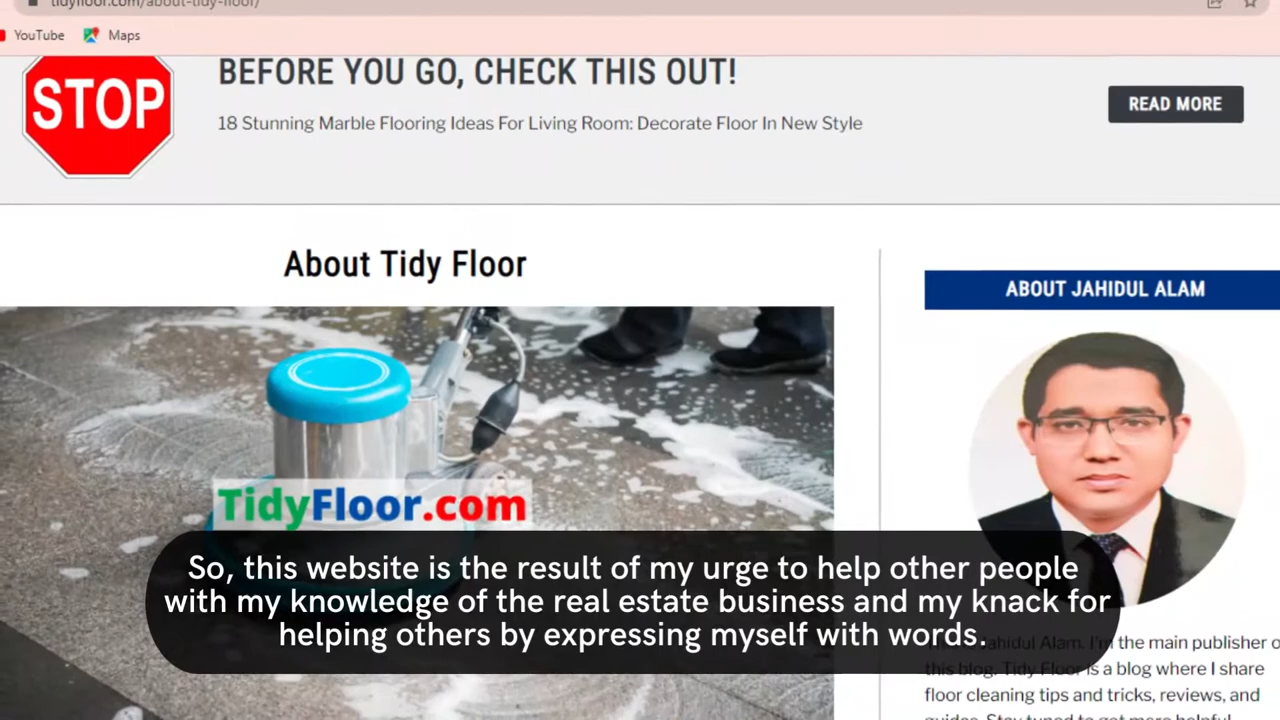 tidyfloor.com/about-tidy-floor/
YouTube
Maps
STOP
BEFORE YOU GO, CHECK THIS OUT!
18 Stunning Marble Flooring Ideas For Living Room: Decorate Floor In New Style
READ MORE
About Tidy Floor
ABOUT JAHIDUL ALAM
TidyFloor.com
So, this website is the result of my urge to help other people
with my knowledge of the real estate business and my knack for
helping others by expressing myself with words.
This is Jahidul Alam. I'm the main publisher
this blog. Tidy Floor is a blog where I share
floor cleaning tips and tricks, reviews, and
guides. Stay tuned to get more helpful